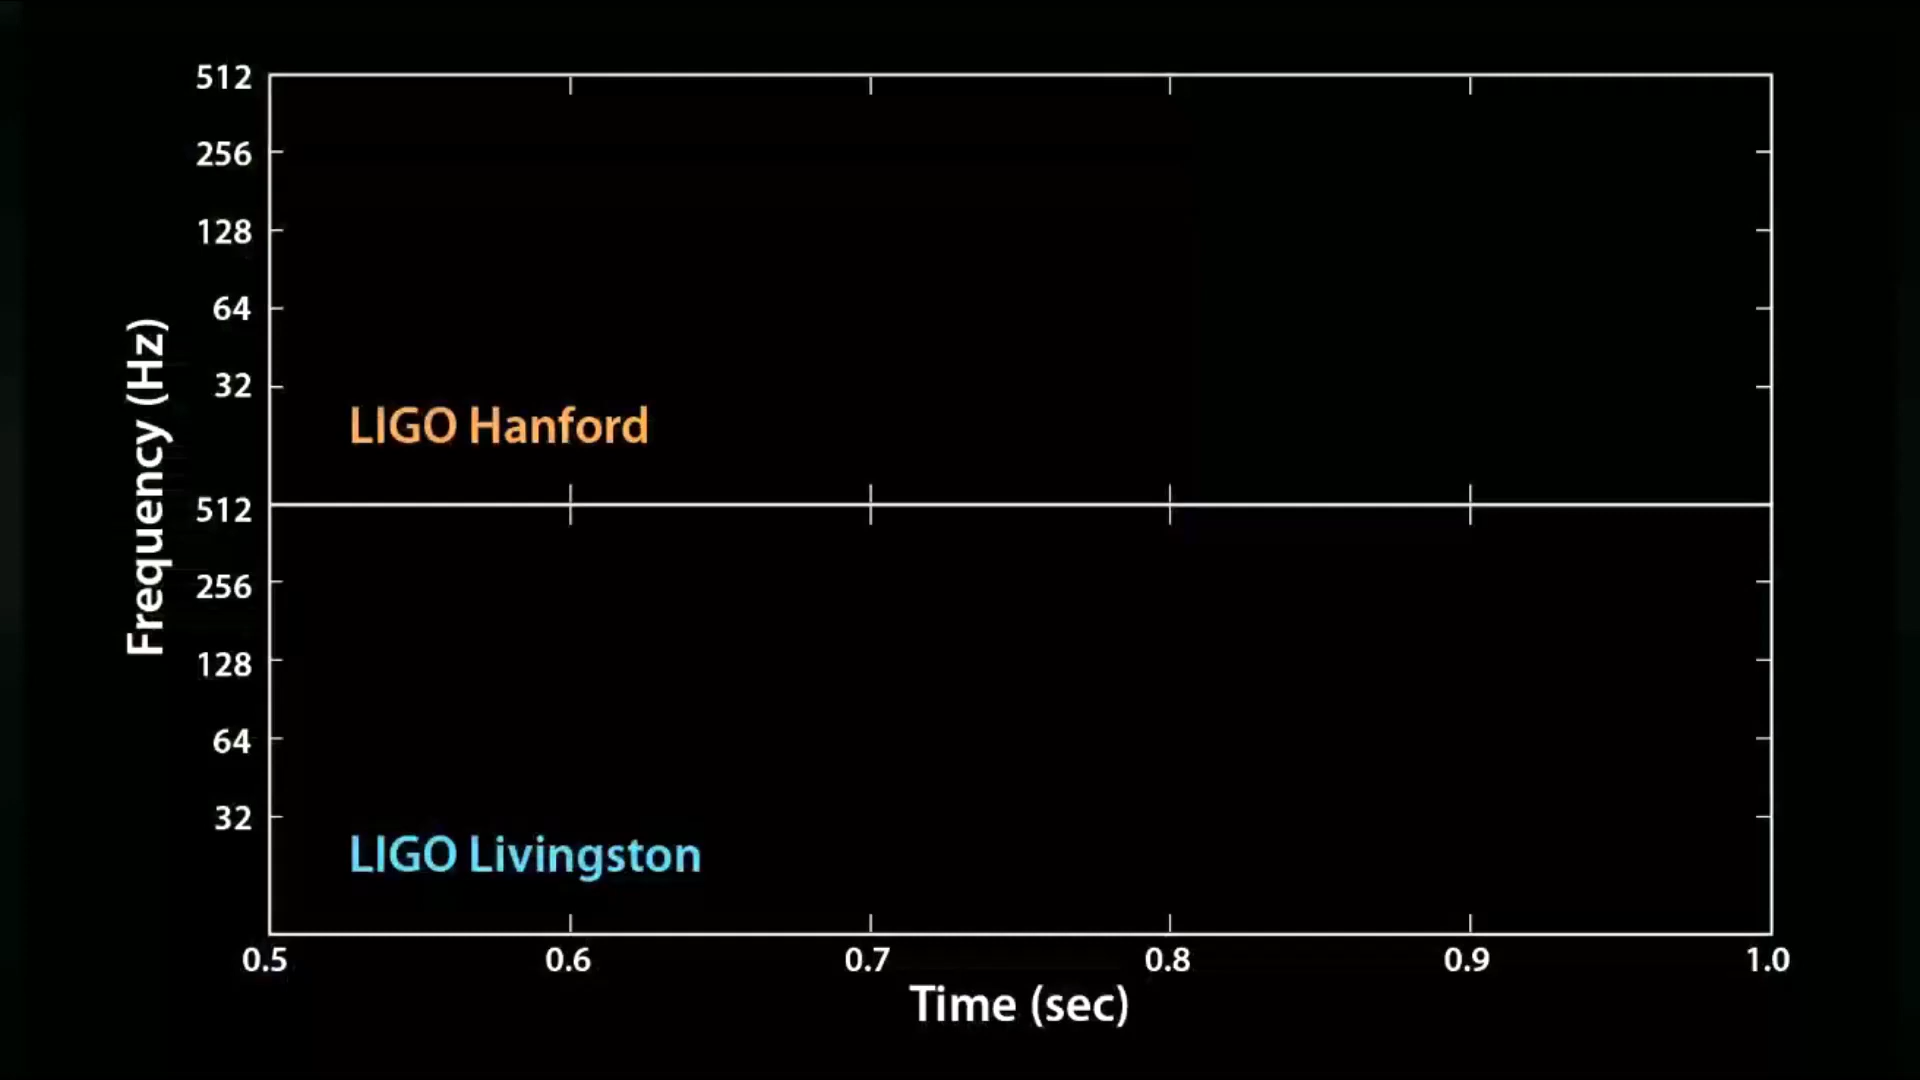 512
256
128
64
32
LIGO Hanford
512
256
128
64
32
LIGO Livingston
Frequency (Hz)
0.5 0.6 0.7 0.8 0.9 1.0
Time (sec)